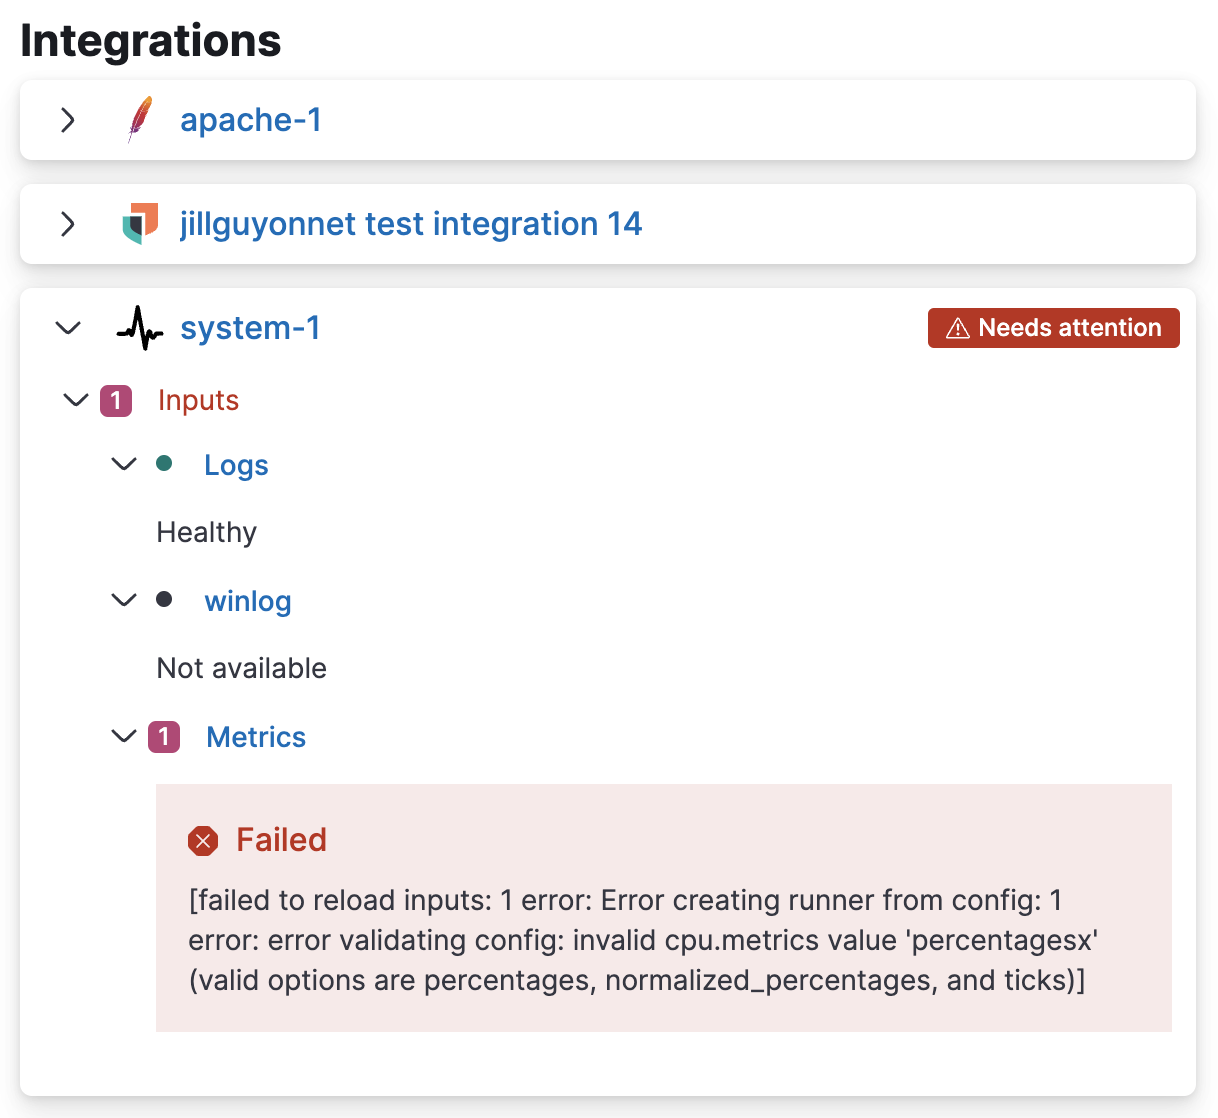 Integrations
apache-1
jillguyonnet test integration 14
system-1
Needs attention
1 Inputs
Logs
Healthy
winlog
Not available
1 Metrics
Failed
[failed to reload inputs: 1 error: Error creating runner from config: 1
error: error validating config: invalid cpu.metrics value 'percentagesx'
(valid options are percentages, normalized_percentages, and ticks)]